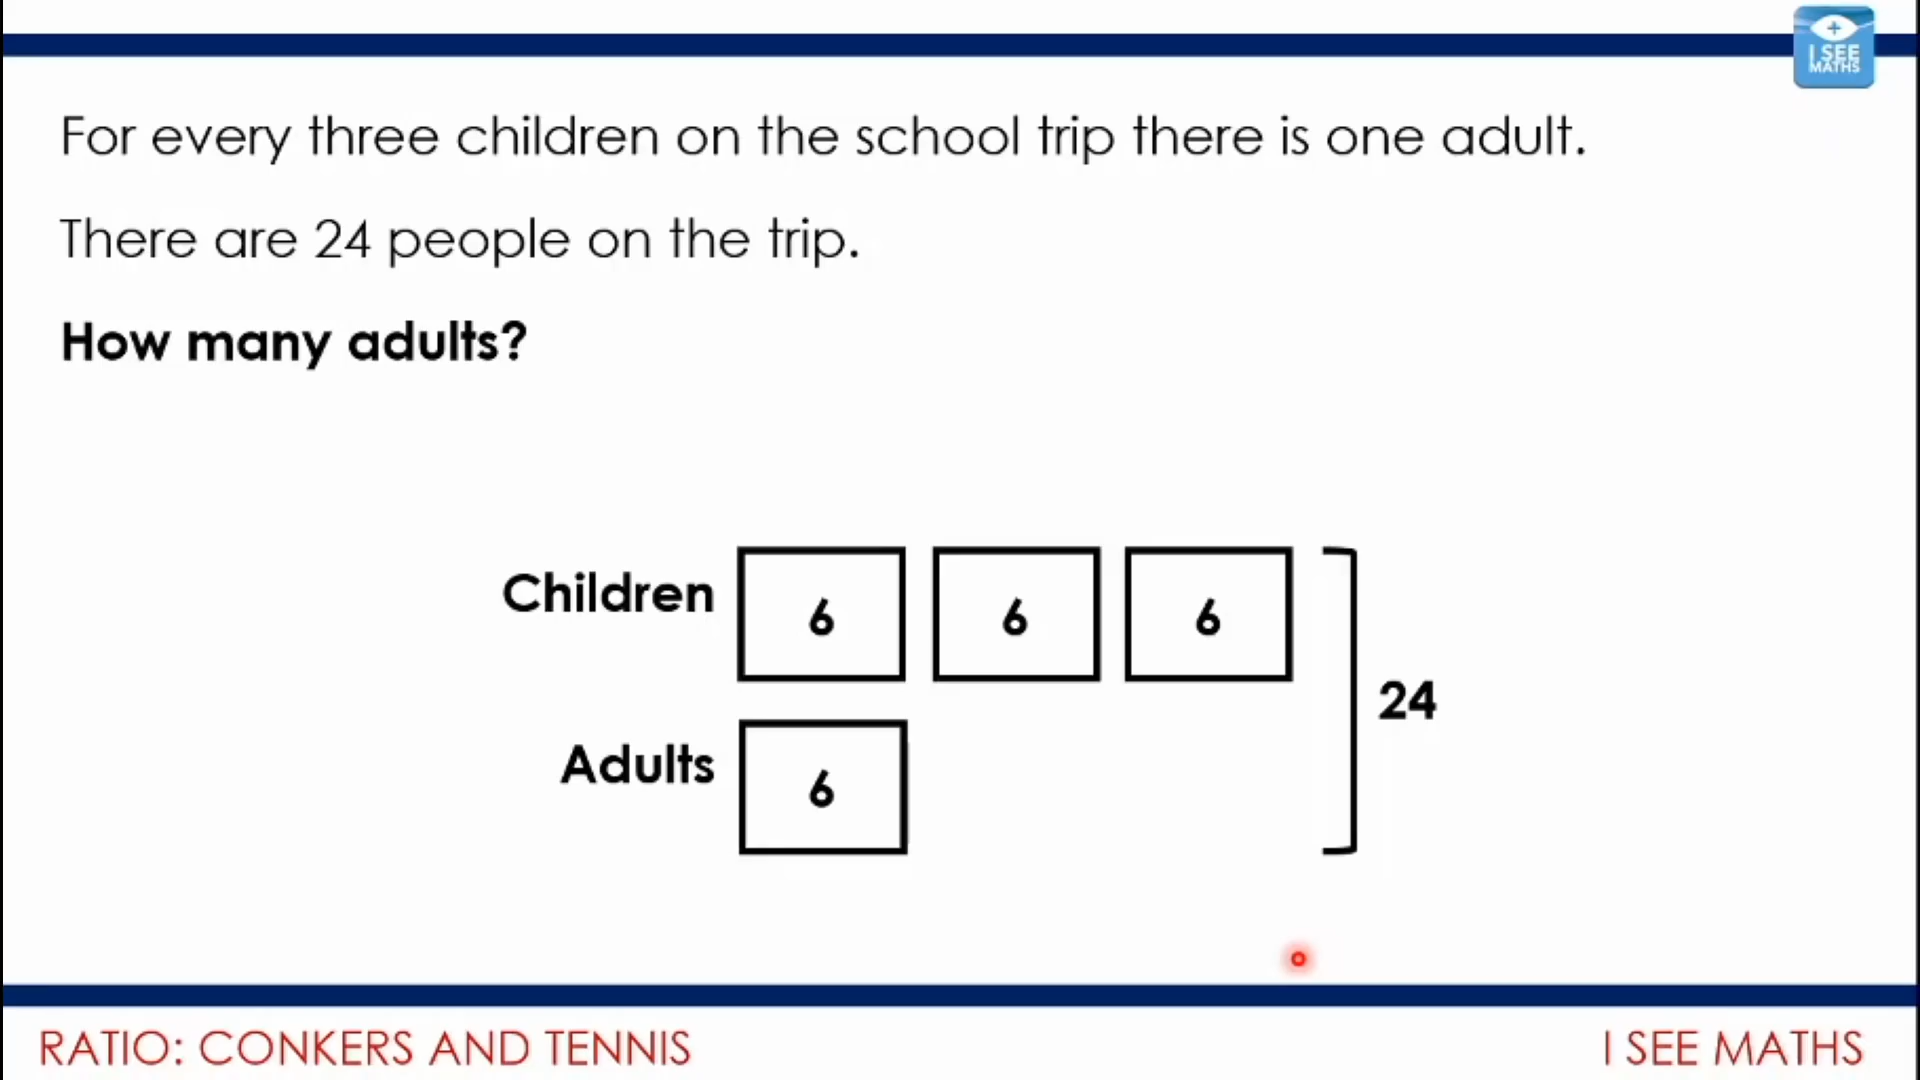 I SEE
MATHS
For every three children on the school trip there is one adult.
There are 24 people on the trip.
How many adults?
Children 6 6 6
24
Adults 6
RATIO: CONKERS AND TENNIS
I SEE MATHS